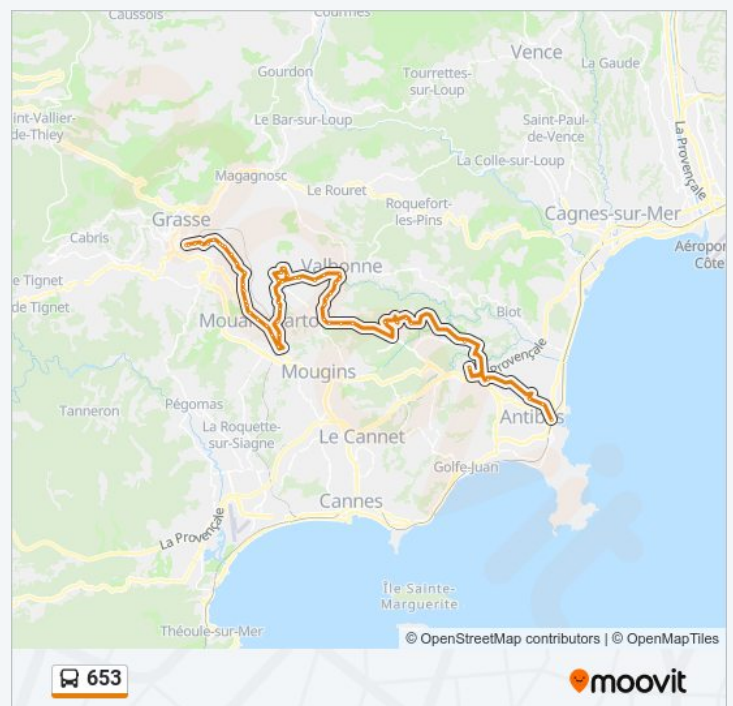 Caussols
Courmes
Vence
La Gaude
Gourdon
Tourrettes-
sur-Loup
int-Vallier-
de-Thiey
Le Bar-sur-Loup
Saint-Paul-
de-Vence
La Provençale
La Colle-sur-Loup
Magagnosc
Le Rouret
Roquefort-
les-Pins
Grasse
Cagnes-sur-Mer
Cabris
Valbonne
Aéropor
Côte
e Tignet
de Tignet
Biot
Provençale
Mougins
Tanneron
Pégomas
Antibes
La Roquette-
sur-Siagne
Le Cannet
Golfe-Juan
Cannes
La Provençale
Île Sainte-
Marguerite
Théoule-sur-Mer
© OpenStreetMap contributors | © OpenMapTiles
653
moovit